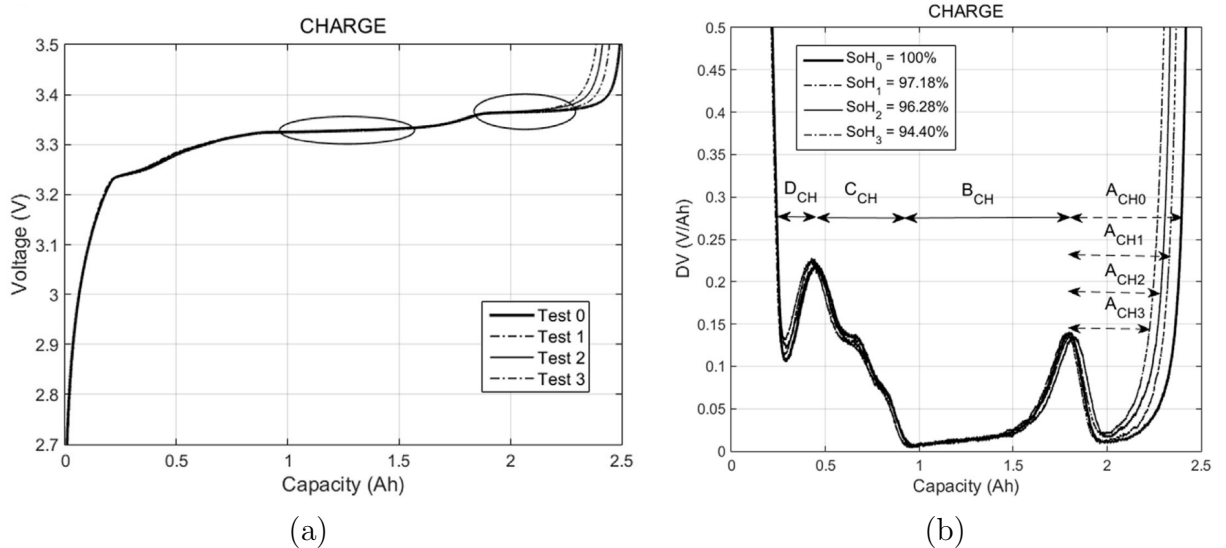 CHARGE
3.5
3.4
3.3
3.2
3.1
3
2.9
2.8
2.7
0
0.5
1
1.5
2
2.5
Voltage (V)
Capacity (Ah)
Test 0
Test 1
Test 2
Test 3
(a)
CHARGE
0.5
0.45
0.4
0.35
0.3
0.25
0.2
0.15
0.1
0.05
0
0
0.5
1
1.5
2
2.5
DV (V/Ah)
Capacity (Ah)
SoH0 = 100%
SoH1 = 97.18%
SoH2 = 96.28%
SoH3 = 94.40%
DCH
CCH
BCH
ACH0
ACH1
ACH2
ACH3
(b)